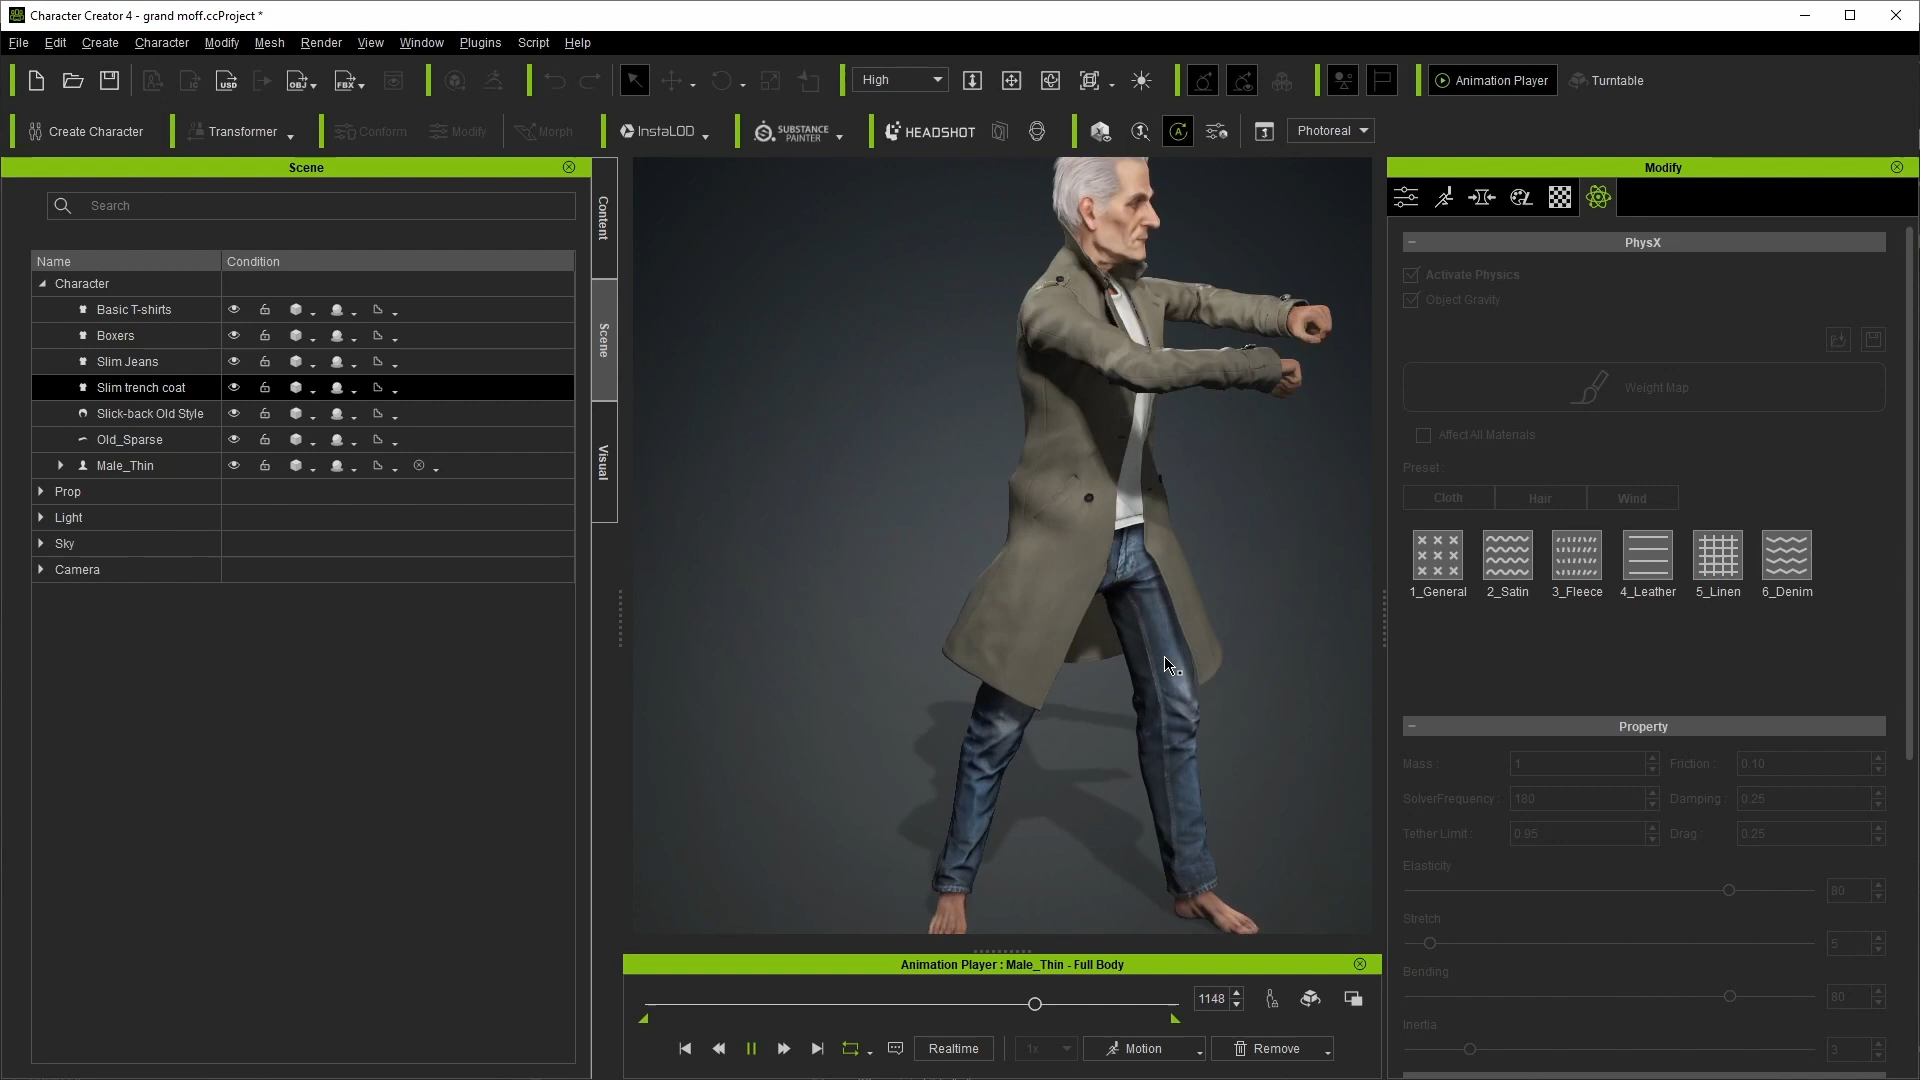 Character Creator 4 - grand moff.ccProject *
File Edit Create Character Modify Mesh Render View Window Plugins Script Help
OBJ USD FBX High Animation Player Turntable
Create Character Transformer Conform Modify Morph InstaLOD SUBSTANCE PAINTER HEADSHOT Photoreal
Scene
Search
Name Condition
Character
Basic T-shirts
Boxers
Slim Jeans
Slim trench coat
Slick-back Old Style
Old_Sparse
Male_Thin
Prop
Light
Sky
Camera
Content
Scene
Visual
Modify
PhysX
Activate Physics
Object Gravity
Weight Map
Affect All Materials
Preset :
Cloth Hair Wind
1_General 2_Satin 3_Fleece 4_Leather 5_Linen 6_Denim
Property
Mass : 1 Friction : 0.10
SolverFrequency : 180 Damping : 0.25
Tether Limit : 0.95 Drag : 0.25
Elasticity
80
Stretch
5
Bending
80
Inertia
3
Animation Player : Male_Thin - Full Body
1148
Realtime 1x Motion Remove